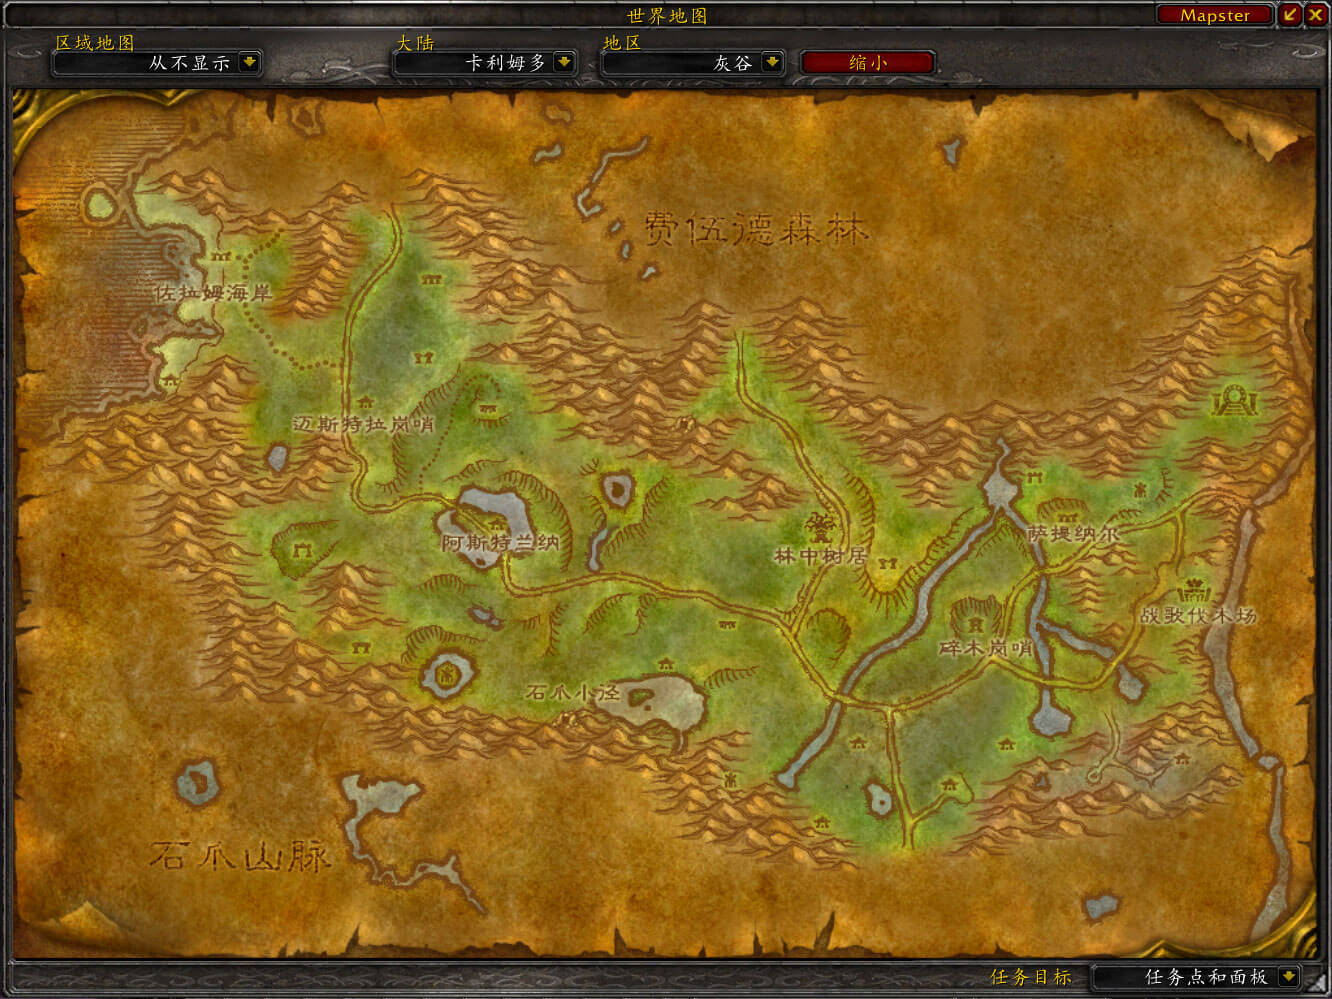 世界地图
Mapster
区域地图
大陆
地区
从不显示
卡利姆多
灰谷
缩小
费伍德森林
佐拉姆海岸
迈斯特拉岗哨
阿斯特兰纳
林中树居
萨提纳尔
战歌伐木场
碎木岗哨
石爪小径
石爪山脉
任务目标
任务点和面板